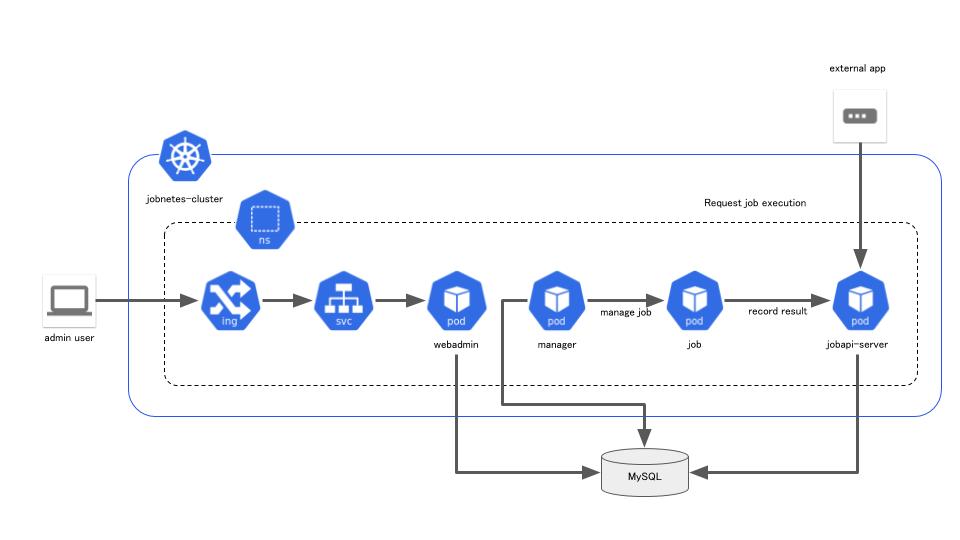 external app
jobnetes-cluster
Request job execution
ns
ing
svc
pod
pod
pod
pod
manage job
record result
admin user
webadmin
manager
job
jobapi-server
MySQL